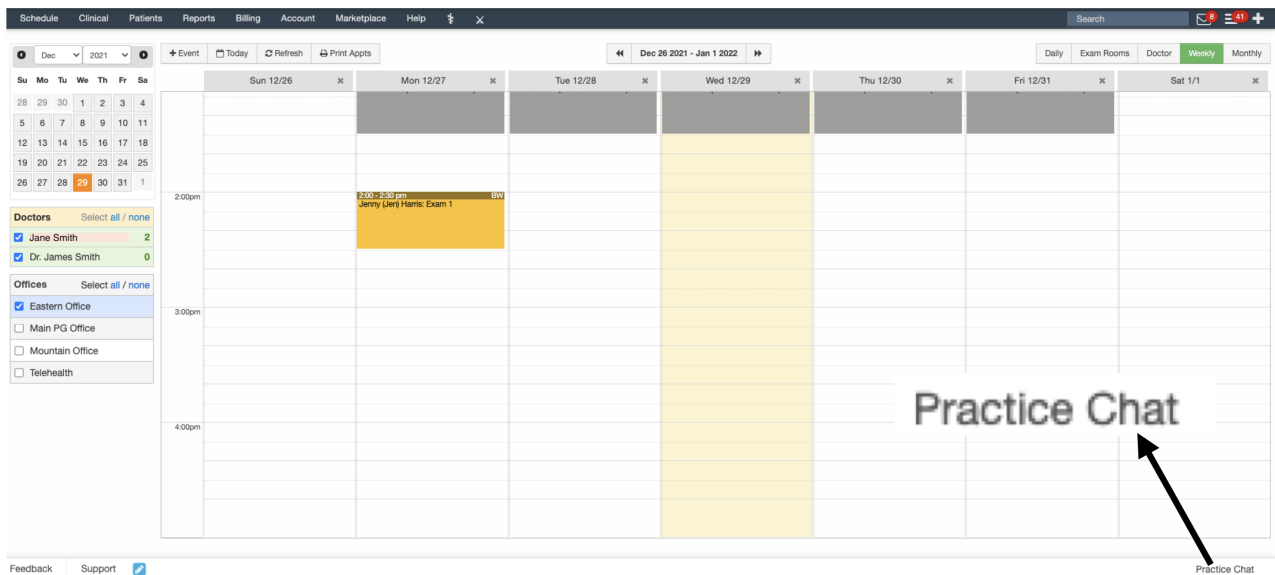 Schedule Clinical Patients Reports Billing Account Marketplace Help Search 8 41
Dec 2021 + Event Today Refresh Print Appts Dec 26 2021 - Jan 1 2022 Daily Exam Rooms Doctor Weekly Monthly
Su Mo Tu We Th Fr Sa
Sun 12/26 Mon 12/27 Tue 12/28 Wed 12/29 Thu 12/30 Fri 12/31 Sat 1/1
28 29 30 1 2 3 4
5 6 7 8 9 10 11
12 13 14 15 16 17 18
19 20 21 22 23 24 25
26 27 28 29 30 31 1
2:00pm
2:00 - 2:30 pm BW
Jenny (Jen) Harris: Exam 1
Doctors Select all / none
Jane Smith 2
Dr. James Smith 0
Offices Select all / none
Eastern Office
3:00pm
Main PG Office
Mountain Office
Telehealth
Practice Chat
4:00pm
Feedback Support Practice Chat